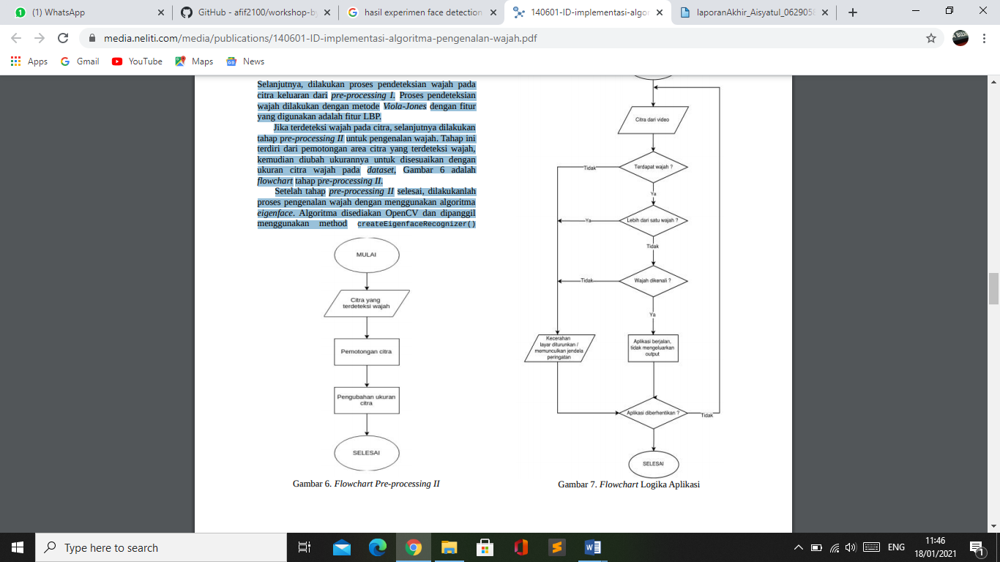 (1) WhatsApp
GitHub - afif2100/workshop-by
hasil experimen face detection
140601-ID-implementasi-algor
laporanAkhir_Aisyatul_0629058
media.neliti.com/media/publications/140601-ID-implementasi-algoritma-pengenalan-wajah.pdf
Apps
Gmail
YouTube
Maps
News
Selanjutnya, dilakukan proses pendeteksian wajah pada
citra keluaran dari pre-processing I. Proses pendeteksian
wajah dilakukan dengan metode Viola-Jones dengan fitur
yang digunakan adalah fitur LBP.
Jika terdeteksi wajah pada citra, selanjutnya dilakukan
tahap pre-processing II untuk pengenalan wajah. Tahap ini
terdiri dari pemotongan area citra yang terdeteksi wajah,
kemudian diubah ukurannya untuk disesuaikan dengan
ukuran citra wajah pada dataset, Gambar 6 adalah
flowchart tahap pre-processing II.
Setelah tahap pre-processing II selesai, dilakukanlah
proses pengenalan wajah dengan menggunakan algoritma
eigenface. Algoritma disediakan OpenCV dan dipanggil
menggunakan method createEigenfaceRecognizer()
MULAI
Citra yang
terdeteksi wajah
Pemotongan citra
Pengubahan ukuran
citra
SELESAI
Gambar 6. Flowchart Pre-processing II
Citra dari video
Tidak
Terdapat wajah ?
Ya
Ya
Lebih dari satu wajah ?
Tidak
Tidak
Wajah dikenali ?
Ya
Kecerahan
layar diturunkan /
memunculkan jendela
peringatan
Aplikasi berjalan,
tidak mengeluarkan
output
Aplikasi diberhentikan ?
Tidak
SELESAI
Gambar 7. Flowchart Logika Aplikasi
Type here to search
ENG
11:46
18/01/2021
1